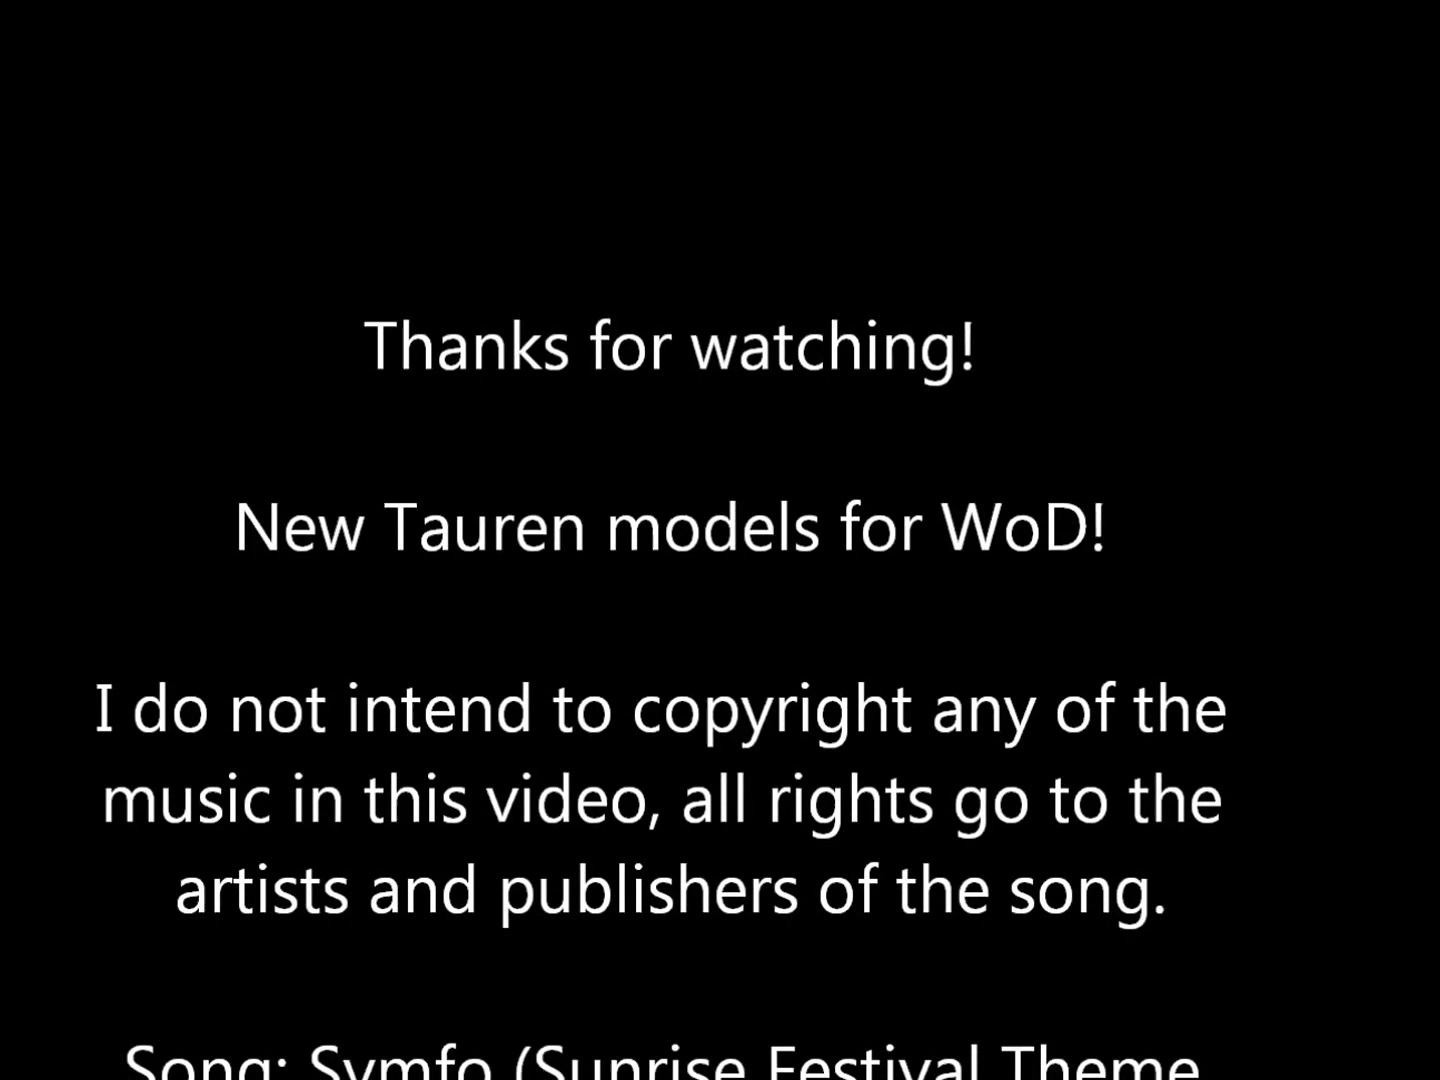 Thanks for watching!
New Tauren models for WoD!
I do not intend to copyright any of the
music in this video, all rights go to the
artists and publishers of the song.
Song: Symfo (Sunrise Festival Theme